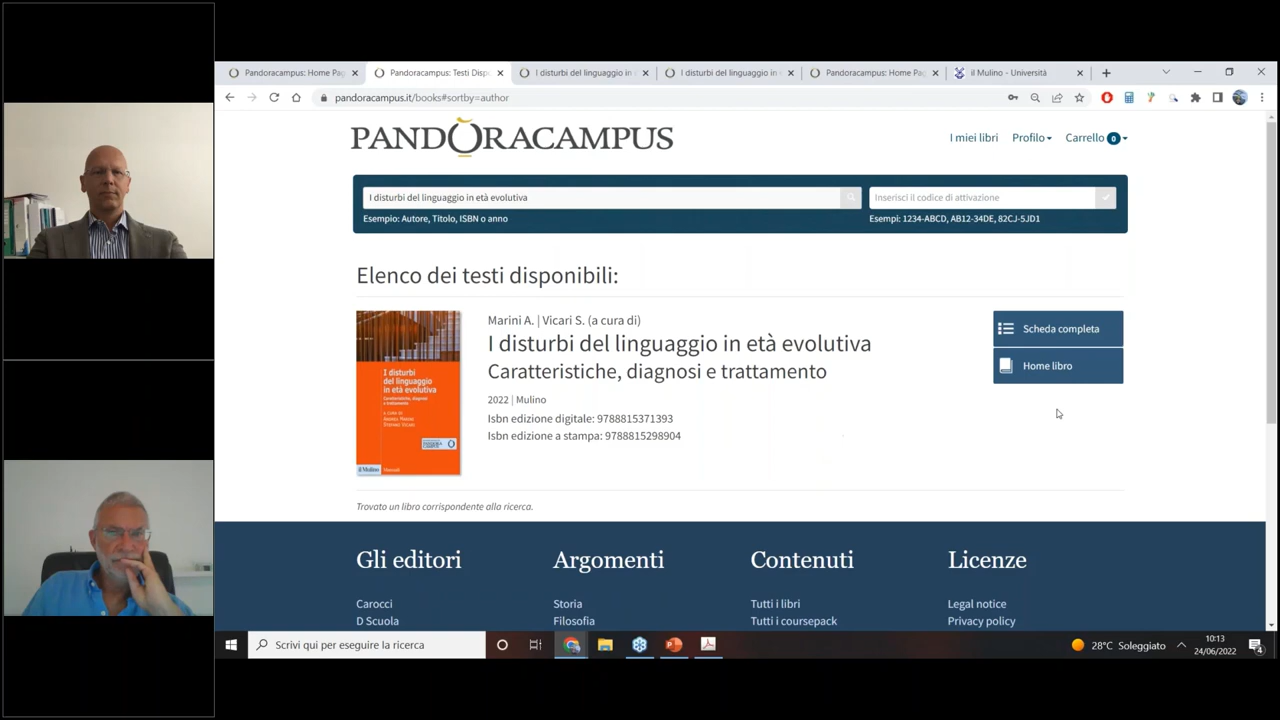 Pandoracampus: Home Pag
Pandoracampus: Testi Disp
I disturbi del linguaggio in
I disturbi del linguaggio in
Pandoracampus: Home Pag
il Mulino - Università
pandoracampus.it/books#sortby=author
PANDORACAMPUS
I miei libri
Profilo
Carrello 0
I disturbi del linguaggio in età evolutiva
Inserisci il codice di attivazione
Esempio: Autore, Titolo, ISBN o anno
Esempi: 1234-ABCD, AB12-34DE, 82CJ-5JD1
Elenco dei testi disponibili:
I disturbi
del linguaggio
in età evolutiva
Caratteristiche, diagnosi
e trattamento
il Mulino
Marini A. | Vicari S. (a cura di)
I disturbi del linguaggio in età evolutiva
Caratteristiche, diagnosi e trattamento
2022 | Mulino
Isbn edizione digitale: 9788815371393
Isbn edizione a stampa: 9788815298904
Scheda completa
Home libro
Trovato un libro corrispondente alla ricerca.
Gli editori
Carocci
D Scuola
Argomenti
Storia
Filosofia
Contenuti
Tutti i libri
Tutti i coursepack
Licenze
Legal notice
Privacy policy
Scrivi qui per eseguire la ricerca
28°C Soleggiato
10:13
24/06/2022
4